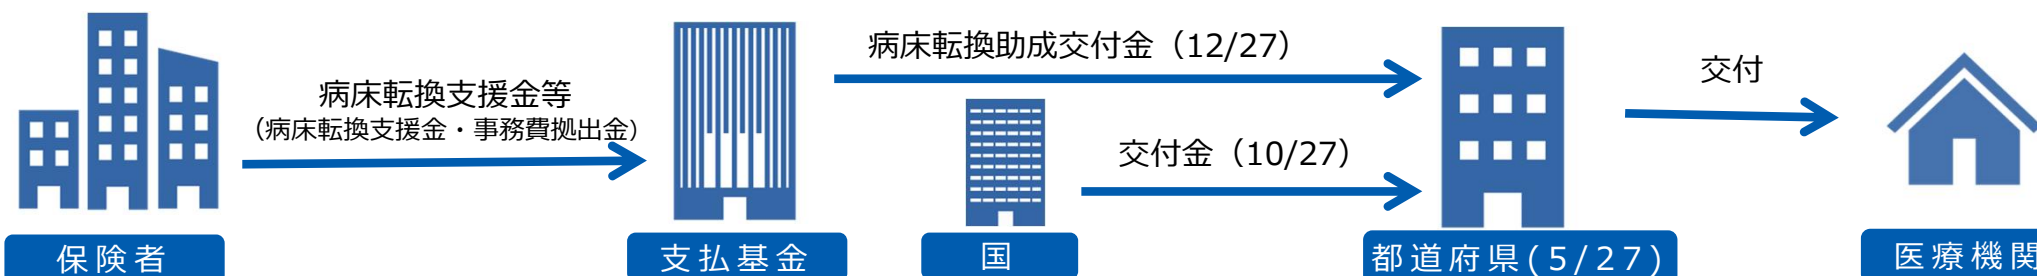 病床転換支援金等
（病床転換支援金・事務費拠出金）
病床転換助成交付金（12/27）
交付金（10/27）
交付
保険者
支払基金
国
都道府県(5/27)
医療機関